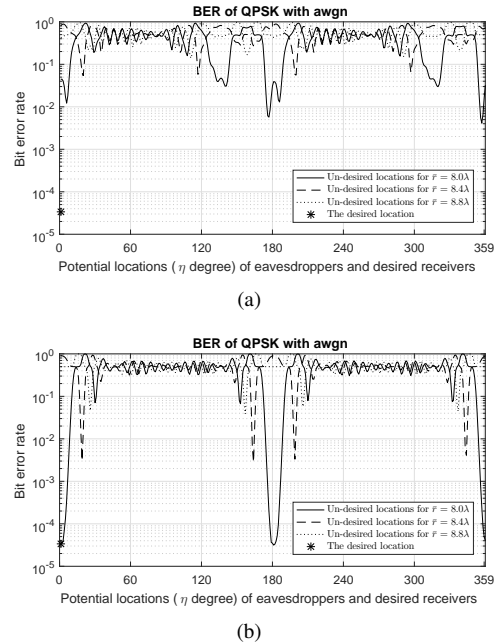 BER of QPSK with awgn
10^0
10^-1
10^-2
10^-3
10^-4
10^-5
Bit error rate
Un-desired locations for r̄ = 8.0λ
Un-desired locations for r̄ = 8.4λ
Un-desired locations for r̄ = 8.8λ
The desired location
0 60 120 180 240 300 359
Potential locations ( η degree) of eavesdroppers and desired receivers
(a)
BER of QPSK with awgn
10^0
10^-1
10^-2
10^-3
10^-4
10^-5
Bit error rate
Un-desired locations for r̄ = 8.0λ
Un-desired locations for r̄ = 8.4λ
Un-desired locations for r̄ = 8.8λ
The desired location
0 60 120 180 240 300 359
Potential locations ( η degree) of eavesdroppers and desired receivers
(b)